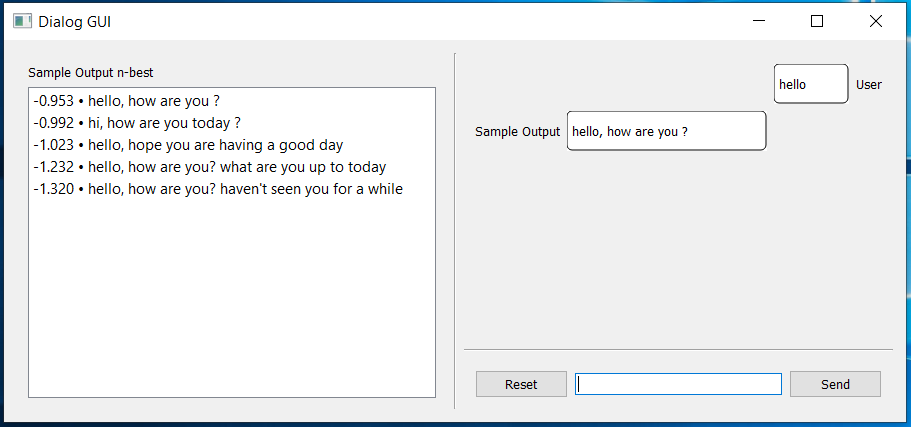 Dialog GUI
Sample Output n-best
-0.953 • hello, how are you ?
-0.992 • hi, how are you today ?
-1.023 • hello, hope you are having a good day
-1.232 • hello, how are you? what are you up to today
-1.320 • hello, how are you? haven't seen you for a while
hello User
Sample Output hello, how are you ?
Reset Send